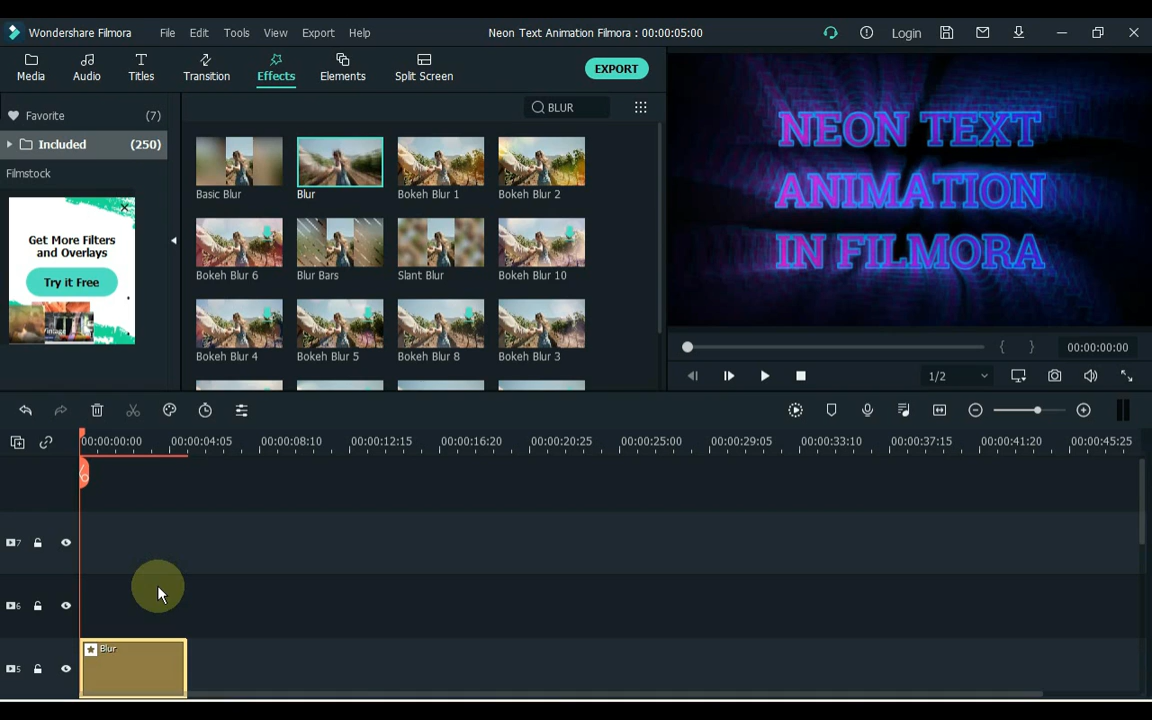 Wondershare Filmora File Edit Tools View Export Help Neon Text Animation Filmora : 00:00:05:00 Login
Media Audio Titles Transition Effects Elements Split Screen EXPORT
Favorite (7)
Included (250)
Filmstock
Get More Filters
and Overlays
Try it Free
BLUR
Basic Blur Blur Bokeh Blur 1 Bokeh Blur 2
Bokeh Blur 6 Blur Bars Slant Blur Bokeh Blur 10
Bokeh Blur 4 Bokeh Blur 5 Bokeh Blur 8 Bokeh Blur 3
NEON TEXT
ANIMATION
IN FILMORA
{ } 00:00:00:00
1/2
00:00:00:00 00:00:04:05 00:00:08:10 00:00:12:15 00:00:16:20 00:00:20:25 00:00:25:00 00:00:29:05 00:00:33:10 00:00:37:15 00:00:41:20 00:00:45:25
7
6
5 Blur